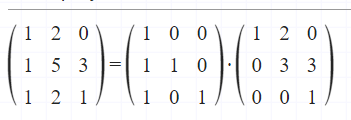 ( 1 2 0 ) ( 1 0 0 ) ( 1 2 0 )
( 1 5 3 ) = ( 1 1 0 ) · ( 0 3 3 )
( 1 2 1 ) ( 1 0 1 ) ( 0 0 1 )